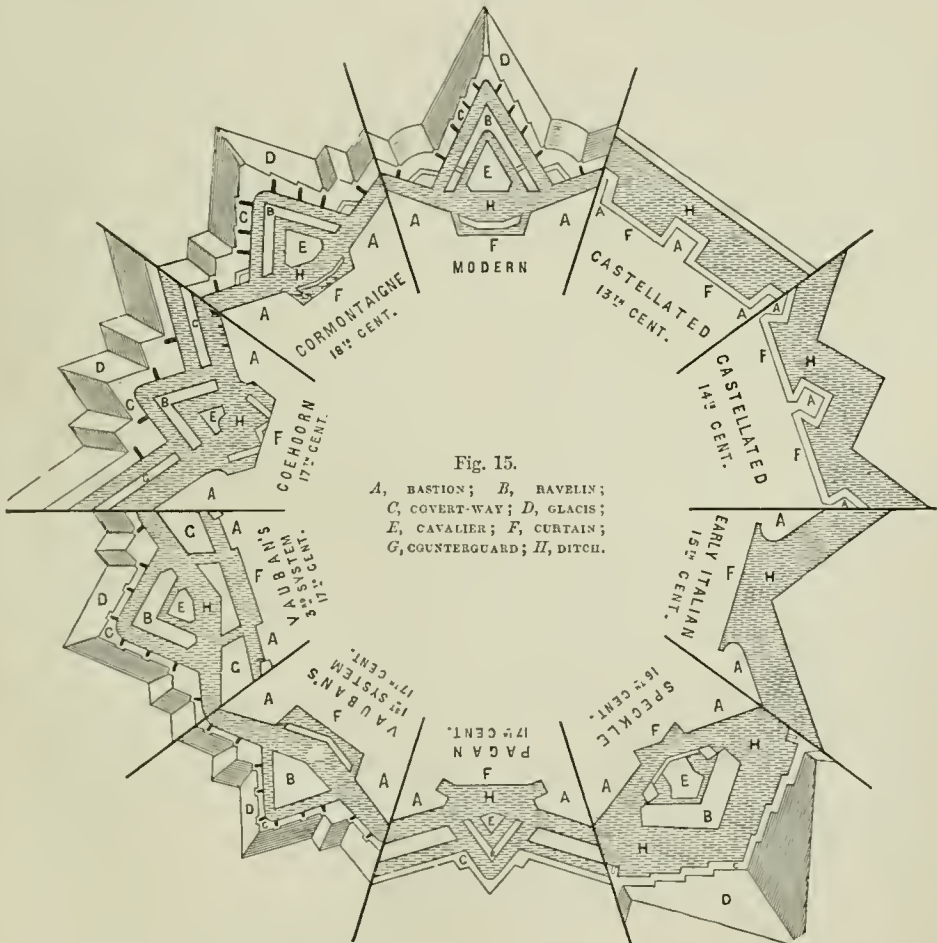 D
C
B
E
H
A
F
A
MODERN
H
A
F
A
F
A
CASTELLATED
13TH CENT.
A
F
H
A
F
A
CASTELLATED
14TH CENT.
A
F
H
A
EARLY ITALIAN
15TH CENT.
A
F
H
E
B
A
H
C
D
SPECKLE
16TH CENT.
F
A
H
A
E
B
C
PAGAN
17TH CENT.
A
F
A
B
D
C
VAUBAN'S
1ST SYSTEM
17TH CENT.
A
G
F
H
E
B
D
C
G
A
VAUBAN'S
3RD SYSTEM
17TH CENT.
C
A
D
C
B
E
H
F
G
A
COEHOORN
17TH CENT.
D
C
B
E
H
A
F
A
CORMONTAIGNE
18TH CENT.
Fig. 15.
A, BASTION; B, RAVELIN;
C, COVERT-WAY; D, GLACIS;
E, CAVALIER; F, CURTAIN;
G, COUNTERGUARD; H, DITCH.